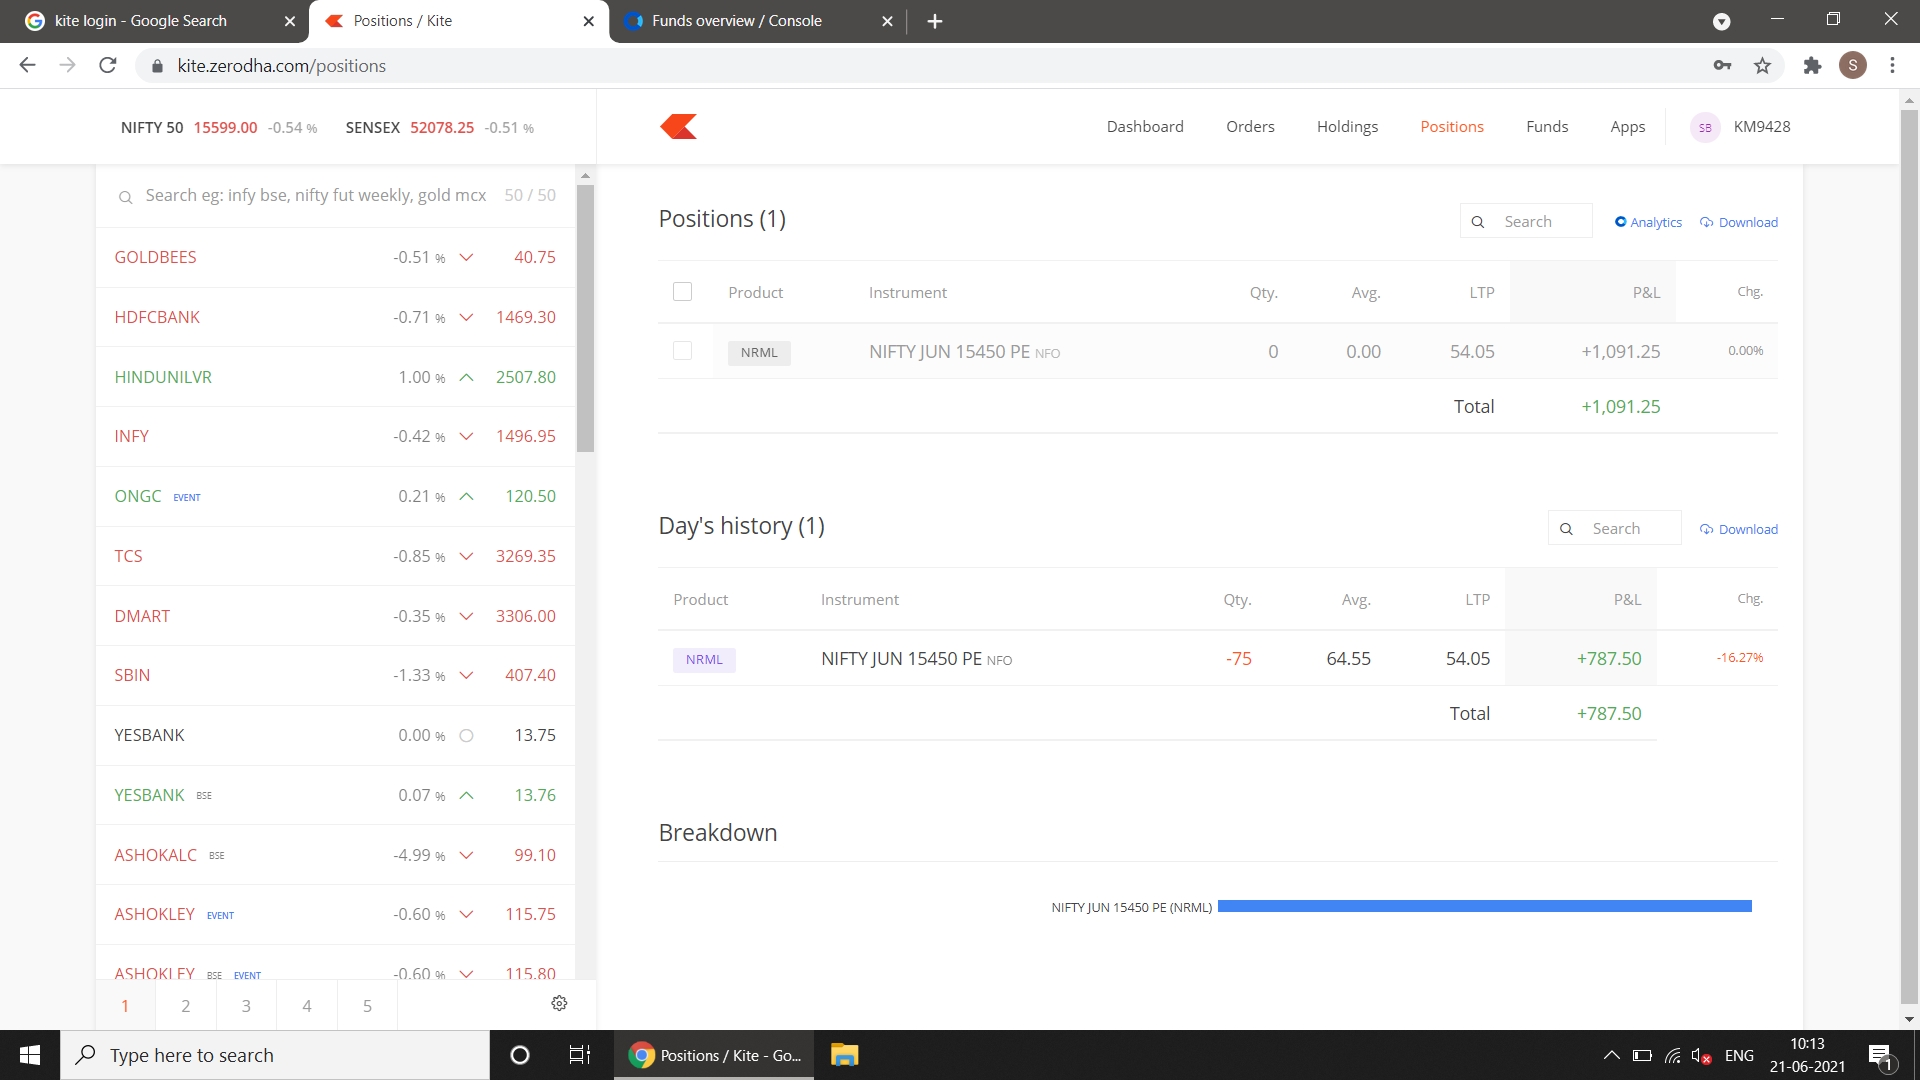 kite login - Google Search
Positions / Kite
Funds overview / Console
kite.zerodha.com/positions
S
NIFTY 50 15599.00 -0.54 % SENSEX 52078.25 -0.51 %
Dashboard Orders Holdings Positions Funds Apps SB KM9428
Search eg: infy bse, nifty fut weekly, gold mcx 50 / 50
GOLDBEES -0.51 % 40.75
HDFCBANK -0.71 % 1469.30
HINDUNILVR 1.00 % 2507.80
INFY -0.42 % 1496.95
ONGC EVENT 0.21 % 120.50
TCS -0.85 % 3269.35
DMART -0.35 % 3306.00
SBIN -1.33 % 407.40
YESBANK 0.00 % 13.75
YESBANK BSE 0.07 % 13.76
ASHOKALC BSE -4.99 % 99.10
ASHOKLEY EVENT -0.60 % 115.75
ASHOKLEY BSE EVENT -0.60 % 115.80
1 2 3 4 5
Positions (1) Search Analytics Download
Product Instrument Qty. Avg. LTP P&L Chg.
NRML NIFTY JUN 15450 PE NFO 0 0.00 54.05 +1,091.25 0.00%
Total +1,091.25
Day's history (1) Search Download
Product Instrument Qty. Avg. LTP P&L Chg.
NRML NIFTY JUN 15450 PE NFO -75 64.55 54.05 +787.50 -16.27%
Total +787.50
Breakdown
NIFTY JUN 15450 PE (NRML)
Type here to search
Positions / Kite - Go...
ENG
10:13
21-06-2021
1